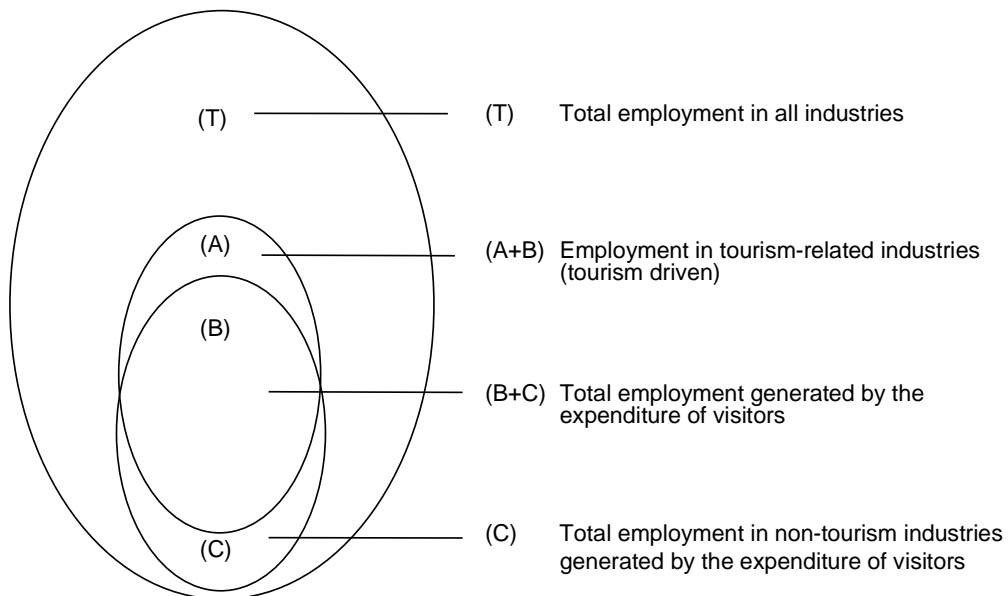 (T) (T) Total employment in all industries
(A) (A+B) Employment in tourism-related industries
(tourism driven)
(B)
(B+C) Total employment generated by the
expenditure of visitors
(C) Total employment in non-tourism industries
(C) generated by the expenditure of visitors